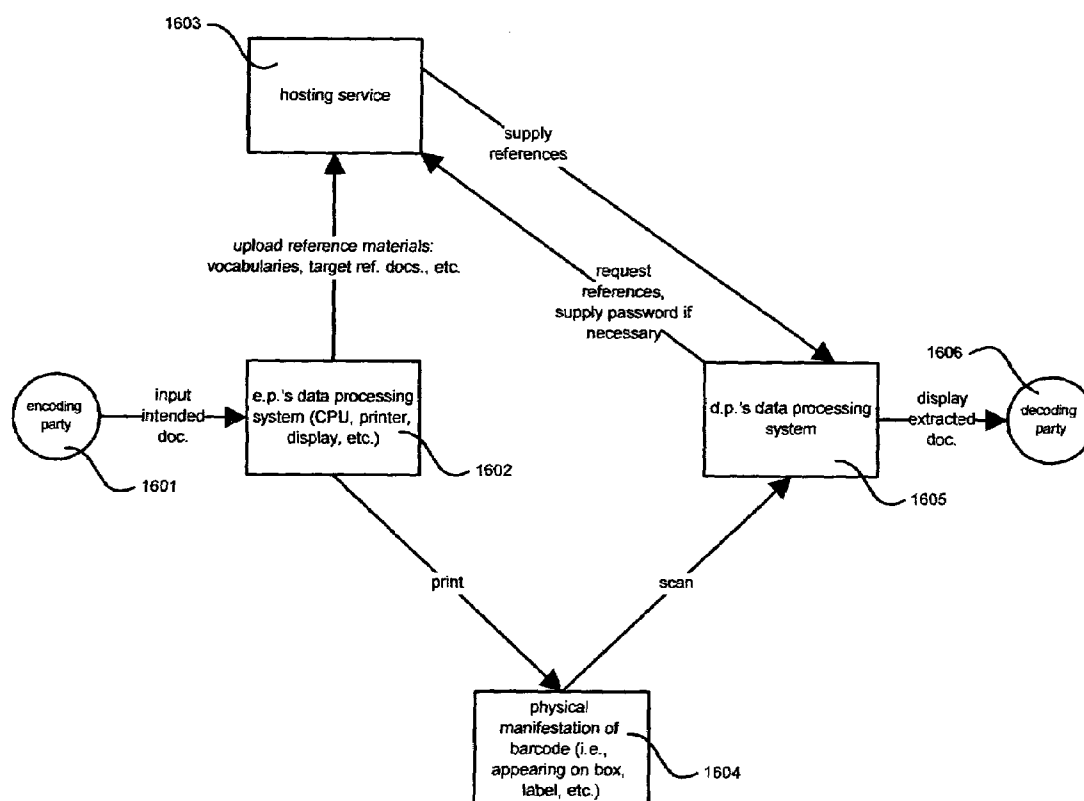 1603
hosting service
supply
references
upload reference materials:
vocabularies, target ref. docs., etc.
request
references,
supply password if
necessary
1606
encoding
party
input
intended
doc.
e.p.'s data processing
system (CPU, printer,
display, etc.)
d.p.'s data processing
system
display
extracted
doc.
decoding
party
1601
1602
1605
print
scan
physical
manifestation of
barcode (i.e.,
appearing on box,
label, etc.)
1604